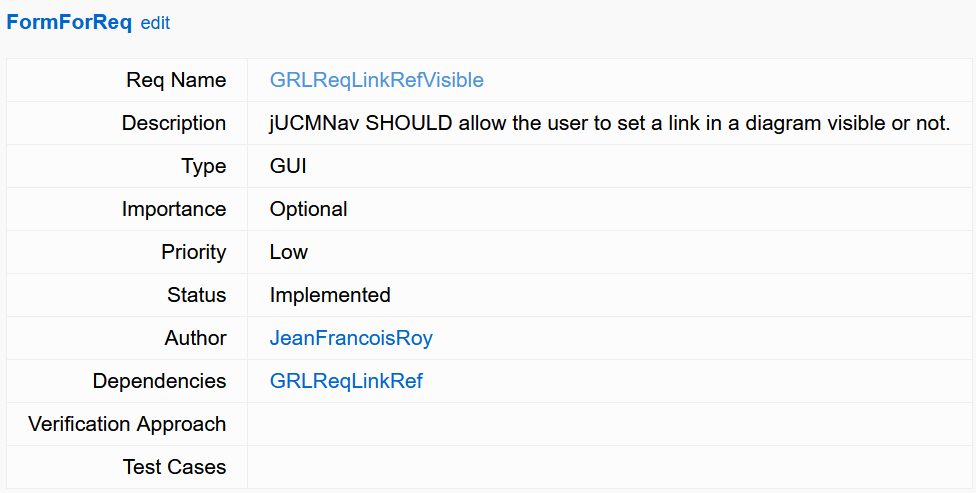 FormForReq edit
Req Name GRLReqLinkRefVisible
Description jUCMNav SHOULD allow the user to set a link in a diagram visible or not.
Type GUI
Importance Optional
Priority Low
Status Implemented
Author JeanFrancoisRoy
Dependencies GRLReqLinkRef
Verification Approach
Test Cases